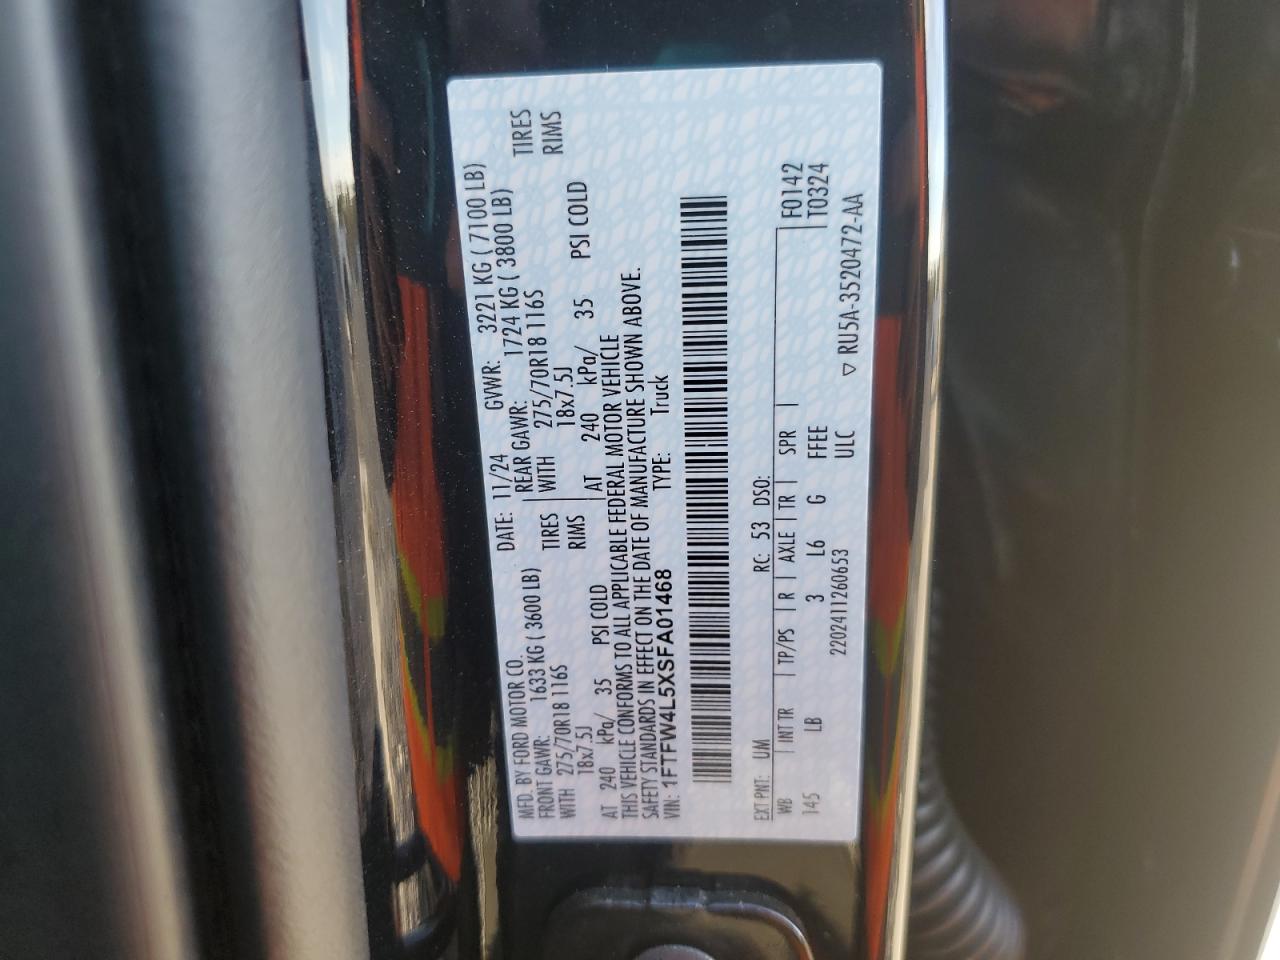 MFD. BY FORD MOTOR CO. DATE: 11/24 GVWR: 3221 KG ( 7100 LB)
FRONT GAWR: 1633 KG ( 3600 LB) REAR GAWR: 1724 KG ( 3800 LB)
WITH 275/70R18 116S TIRES WITH 275/70R18 116S TIRES
18x7.5J RIMS 18x7.5J RIMS
AT 240 kPa/ 35 PSI COLD AT 240 kPa/ 35 PSI COLD
THIS VEHICLE CONFORMS TO ALL APPLICABLE FEDERAL MOTOR VEHICLE
SAFETY STANDARDS IN EFFECT ON THE DATE OF MANUFACTURE SHOWN ABOVE.
VIN: 1FTFW4L5XSFA01468 TYPE: Truck
EXT PNT: UM RC: 53 DSO:
WB INT TR TP/PS R AXLE TR SPR F0142
145 LB 3 L6 G FFEE T0324
2202411260653 ULC ▽ RU5A-3520472-AA